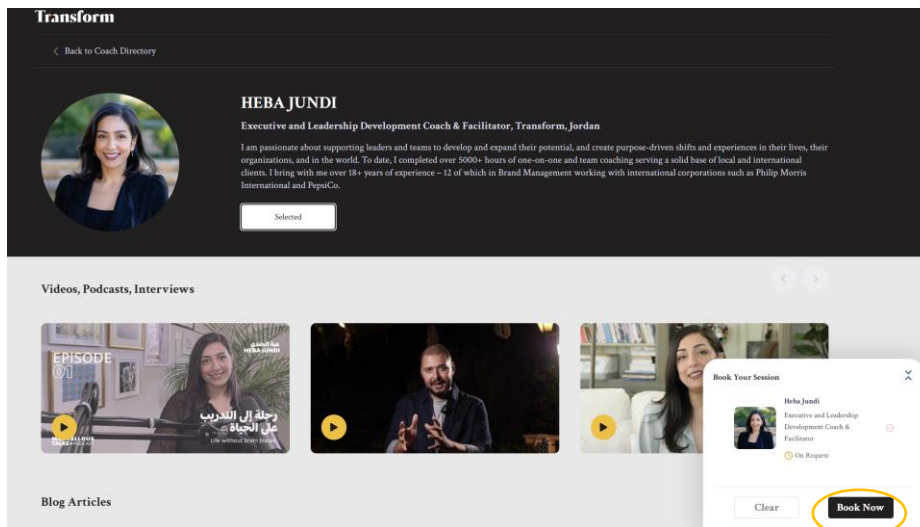 Transform
Back to Coach Directory
HEBA JUNDI
Executive and Leadership Development Coach & Facilitator, Transform, Jordan
I am passionate about supporting leaders and teams to develop and expand their potential, and create purpose-driven shifts and experiences in their lives, their
organizations, and in the world. To date, I completed over 5000+ hours of one-on-one and team coaching serving a solid base of local and international
clients. I bring with me over 18+ years of experience – 12 of which in Brand Management working with international corporations such as Philip Morris
International and PepsiCo.
Selected
Videos, Podcasts, Interviews
EPISODE
01
هبة الجندي
HEBA JUNDI
رحلة إلى التدريب
على الحياة
Life without brain biases
TALKS PODCAST
Book Your Session
Heba Jundi
Executive and Leadership
Development Coach &
Facilitator
On Request
Clear
Book Now
Blog Articles